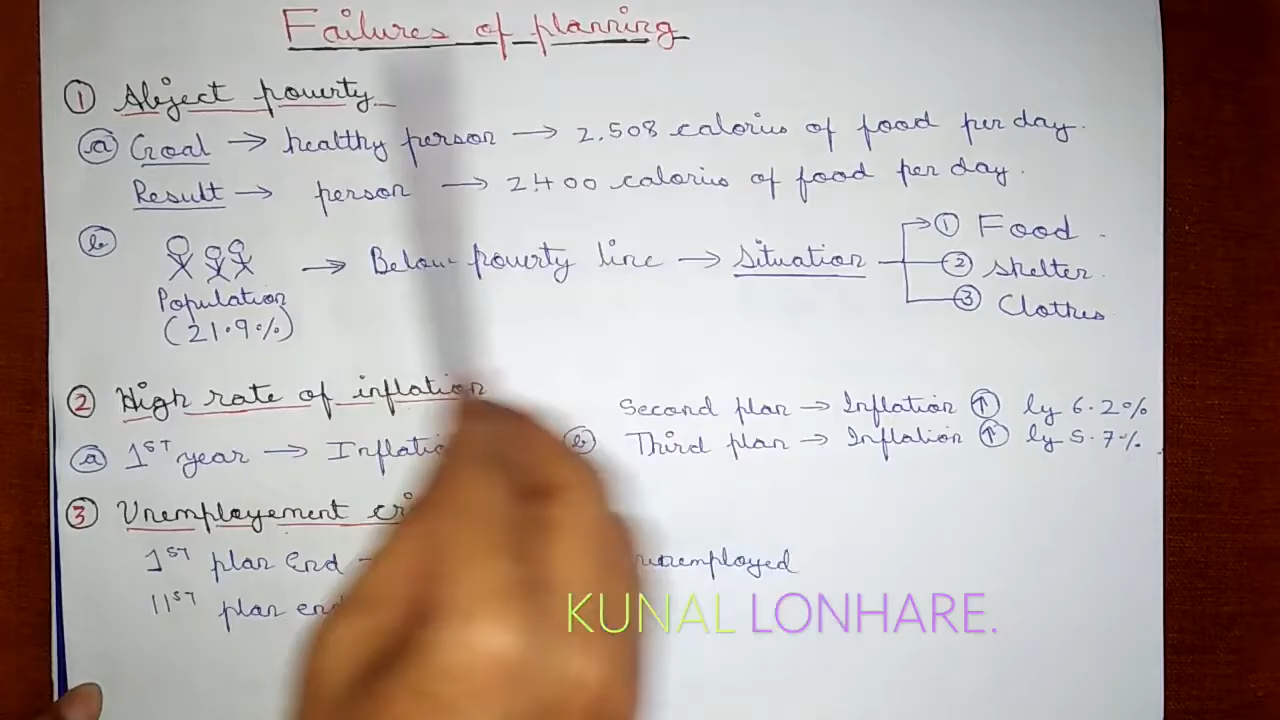 Failures of planning
① Abject poverty
ⓐ Goal → healthy person → 2,508 calories of food per day.
Result → person → 2400 calories of food per day.
ⓑ → Below poverty line → Situation
① Food
② Shelter
③ Clothes
Population
(21.9%)
② High rate of inflation
Second plan → Inflation ↑ by 6.2%
ⓐ 1ST year →
ⓑ Third plan → Inflation ↑ by 5.7%
③ Unemployement
1ST plan End
unemployed
11ST plan end
KUNAL LONHARE.